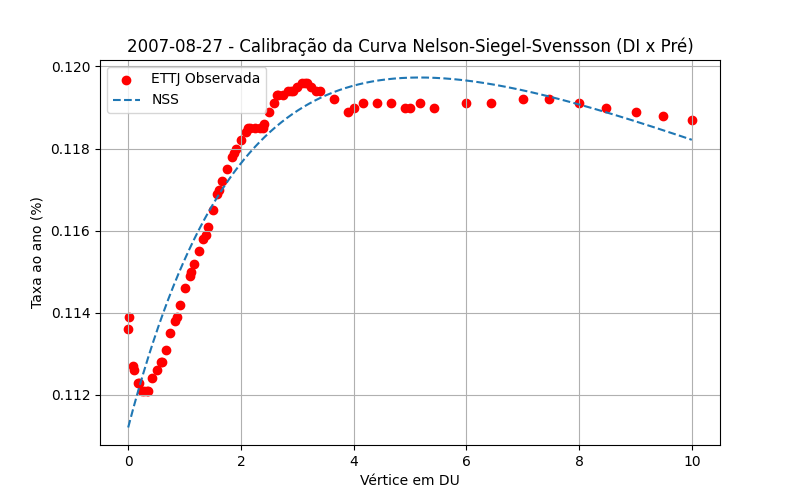 2007-08-27 - Calibração da Curva Nelson-Siegel-Svensson (DI x Pré)
ETTJ Observada
NSS
Taxa ao ano (%)
0.120
0.118
0.116
0.114
0.112
0 2 4 6 8 10
Vértice em DU